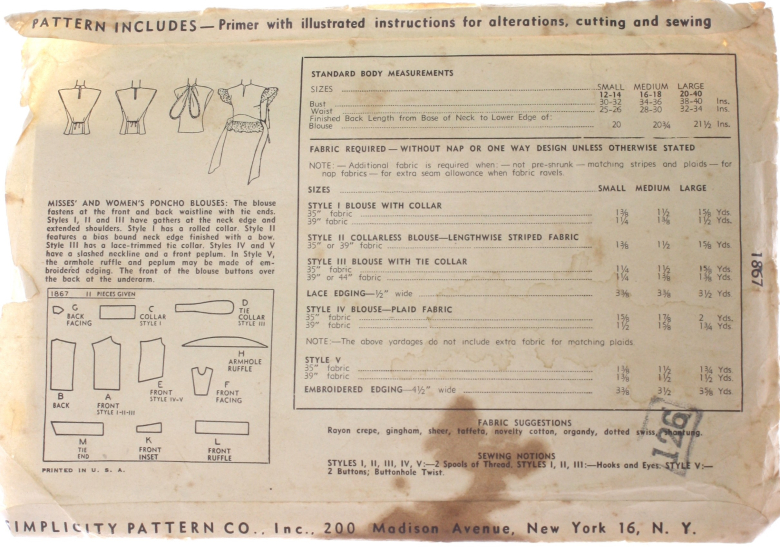 PATTERN INCLUDES — Primer with illustrated instructions for alterations, cutting and sewing
MISSES' AND WOMEN'S PONCHO BLOUSES: The blouse
fastens at the front and back waistline with tie ends.
Styles I, II and III have gathers at the neck edge and
extended shoulders. Style I has a rolled collar. Style II
features a bias bound neck edge finished with a bow.
Style III has a lace-trimmed tie collar. Styles IV and V
have a slashed neckline and a front peplum. In Style V,
the armhole ruffle and peplum may be made of em-
broidered edging. The front of the blouse buttons over
the back at the underarm.
1867 11 PIECES GIVEN
G
BACK
FACING
C
COLLAR
STYLE I
D
TIE
COLLAR
STYLE III
H
ARMHOLE
RUFFLE
B
BACK
A
FRONT
STYLE I-II-III
E
FRONT
STYLE IV-V
F
FRONT
FACING
M
TIE
END
K
FRONT
INSET
L
FRONT
RUFFLE
PRINTED IN U. S. A.
STANDARD BODY MEASUREMENTS
SIZES SMALL MEDIUM LARGE
12-14 16-18 20-40
Bust 30-32 34-36 38-40 Ins.
Waist 25-26 28-30 32-34 Ins.
Finished Back Length from Base of Neck to Lower Edge of:
Blouse 20 20¾ 21½ Ins.
FABRIC REQUIRED — WITHOUT NAP OR ONE WAY DESIGN UNLESS OTHERWISE STATED
NOTE: — Additional fabric is required when: — not pre-shrunk — matching stripes and plaids — for
nap fabrics — for extra seam allowance when fabric ravels.
SIZES SMALL MEDIUM LARGE
STYLE I BLOUSE WITH COLLAR
35" fabric 1⅜ 1½ 1⅝ Yds.
39" fabric 1¼ 1⅜ 1½ Yds.
STYLE II COLLARLESS BLOUSE—LENGTHWISE STRIPED FABRIC
35" or 39" fabric 1⅜ 1½ 1⅝ Yds.
STYLE III BLOUSE WITH TIE COLLAR
35" fabric 1¼ 1½ 1⅝ Yds.
39" or 44" fabric 1¼ 1⅜ 1⅜ Yds.
LACE EDGING—½" wide 3⅜ 3⅜ 3½ Yds.
STYLE IV BLOUSE—PLAID FABRIC
35" fabric 1⅝ 1⅞ 2 Yds.
39" fabric 1½ 1⅝ 1¾ Yds.
NOTE:—The above yardages do not include extra fabric for matching plaids.
STYLE V
35" fabric 1⅜ 1½ 1¾ Yds.
39" fabric 1⅜ 1½ 1½ Yds.
EMBROIDERED EDGING—4½" wide 3⅜ 3½ 3⅝ Yds.
1867
FABRIC SUGGESTIONS
Rayon crepe, gingham, sheer, taffeta, novelty cotton, organdy, dotted swiss, shantung.
126
SEWING NOTIONS
STYLES I, II, III, IV, V:—2 Spools of Thread. STYLES I, II, III:—Hooks and Eyes. STYLE V:—
2 Buttons; Buttonhole Twist.
SIMPLICITY PATTERN CO., Inc., 200 Madison Avenue, New York 16, N. Y.